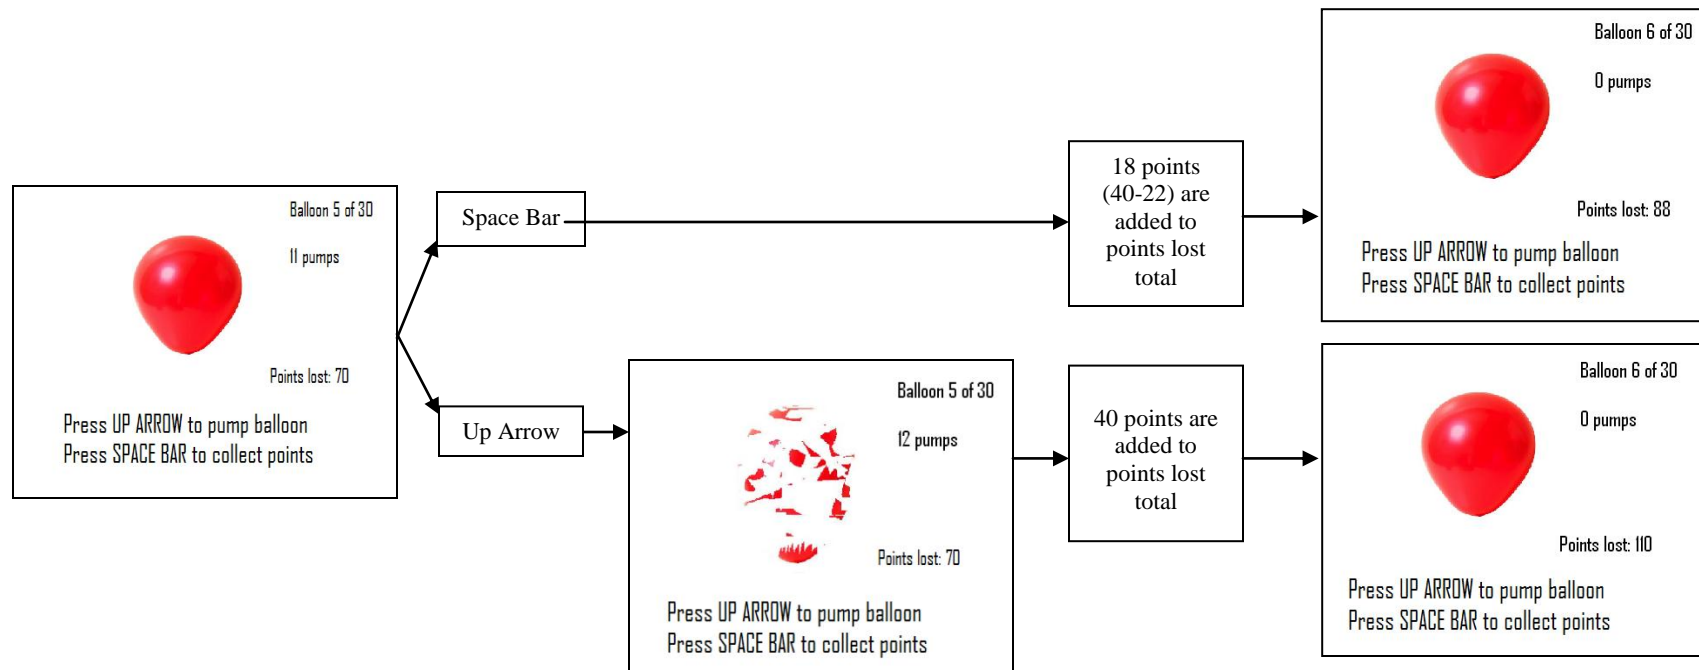 Balloon 5 of 30
11 pumps
Points lost: 70
Press UP ARROW to pump balloon
Press SPACE BAR to collect points
Space Bar
18 points
(40-22) are
added to
points lost
total
Balloon 6 of 30
0 pumps
Points lost: 88
Press UP ARROW to pump balloon
Press SPACE BAR to collect points
Up Arrow
Balloon 5 of 30
12 pumps
Points lost: 70
Press UP ARROW to pump balloon
Press SPACE BAR to collect points
40 points are
added to
points lost
total
Balloon 6 of 30
0 pumps
Points lost: 110
Press UP ARROW to pump balloon
Press SPACE BAR to collect points